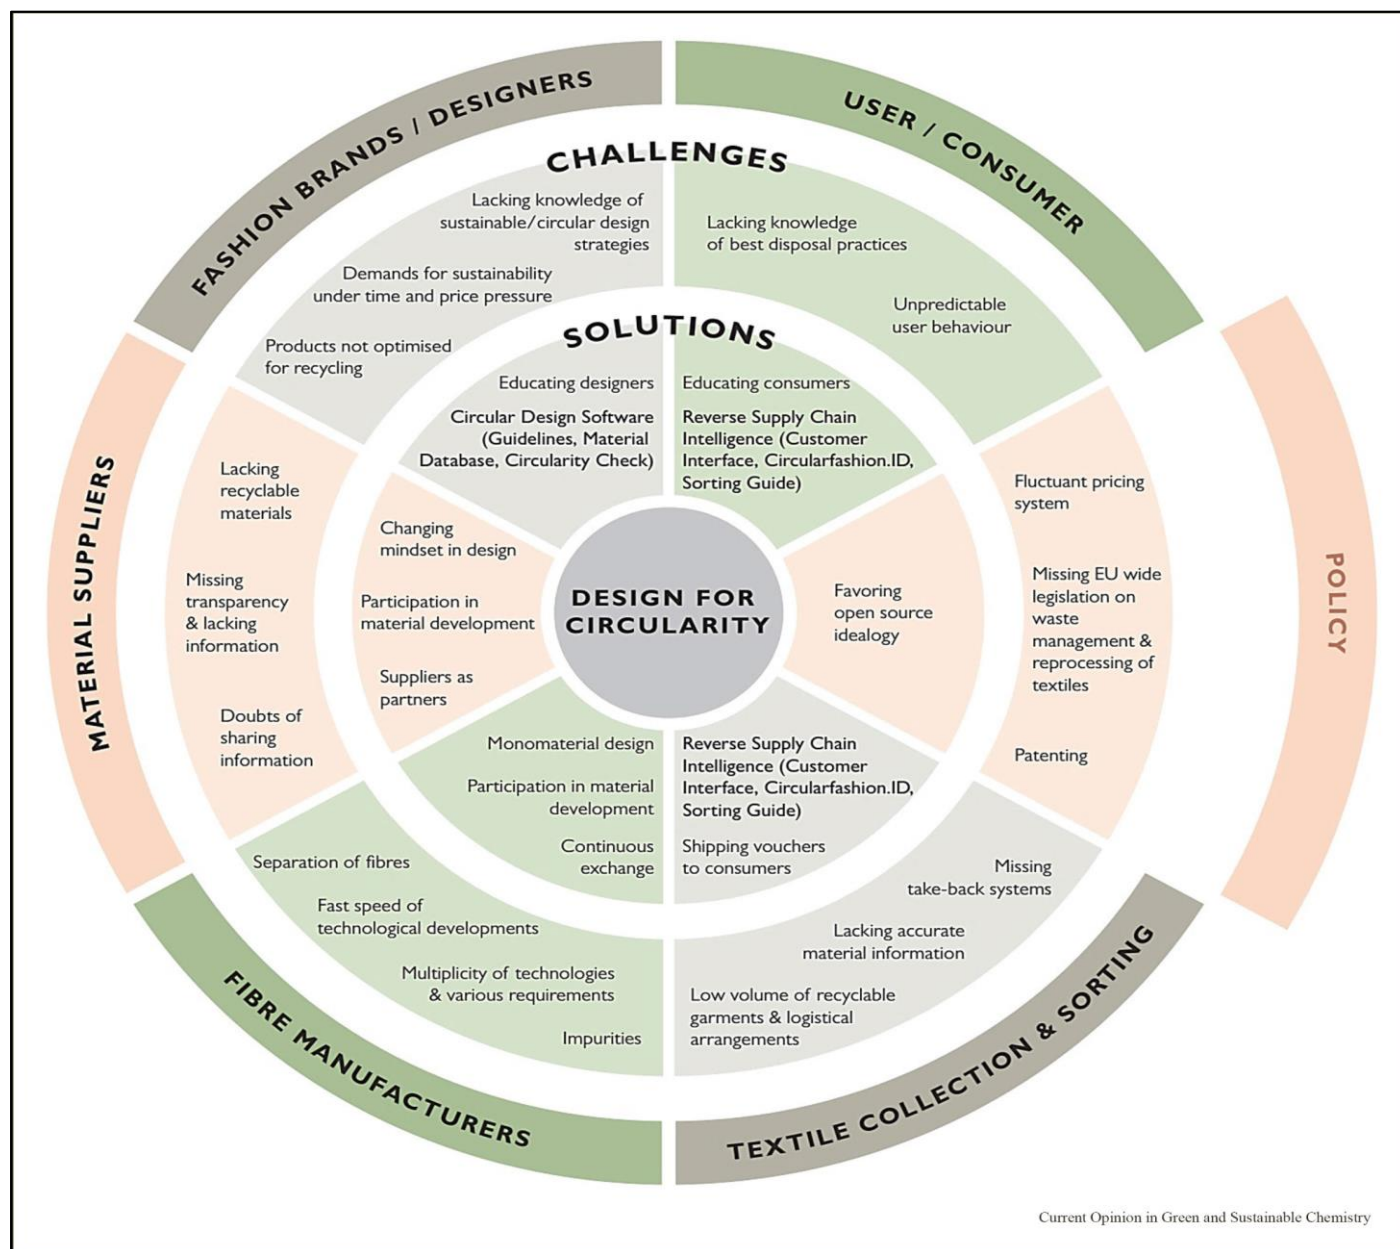 FASHION BRANDS / DESIGNERS
USER / CONSUMER
CHALLENGES
Lacking knowledge of
sustainable/circular design
strategies
Demands for sustainability
under time and price pressure
Products not optimised
for recycling
Lacking knowledge
of best disposal practices
Unpredictable
user behaviour
SOLUTIONS
Educating designers
Circular Design Software
(Guidelines, Material
Database, Circularity Check)
Educating consumers
Reverse Supply Chain
Intelligence (Customer
Interface, Circularfashion.ID,
Sorting Guide)
MATERIAL SUPPLIERS
Lacking
recyclable
materials
Missing
transparency
& lacking
information
Doubts of
sharing
information
Changing
mindset in design
Participation in
material development
Suppliers as
partners
DESIGN FOR
CIRCULARITY
Favoring
open source
idealogy
Fluctuant pricing
system
Missing EU wide
legislation on
waste
management &
reprocessing of
textiles
Patenting
POLICY
Monomaterial design
Participation in material
development
Continuous
exchange
Reverse Supply Chain
Intelligence (Customer
Interface, Circularfashion.ID,
Sorting Guide)
Shipping vouchers
to consumers
Separation of fibres
Fast speed of
technological developments
Multiplicity of technologies
& various requirements
Impurities
Missing
take-back systems
Lacking accurate
material information
Low volume of recyclable
garments & logistical
arrangements
FIBRE MANUFACTURERS
TEXTILE COLLECTION & SORTING
Current Opinion in Green and Sustainable Chemistry